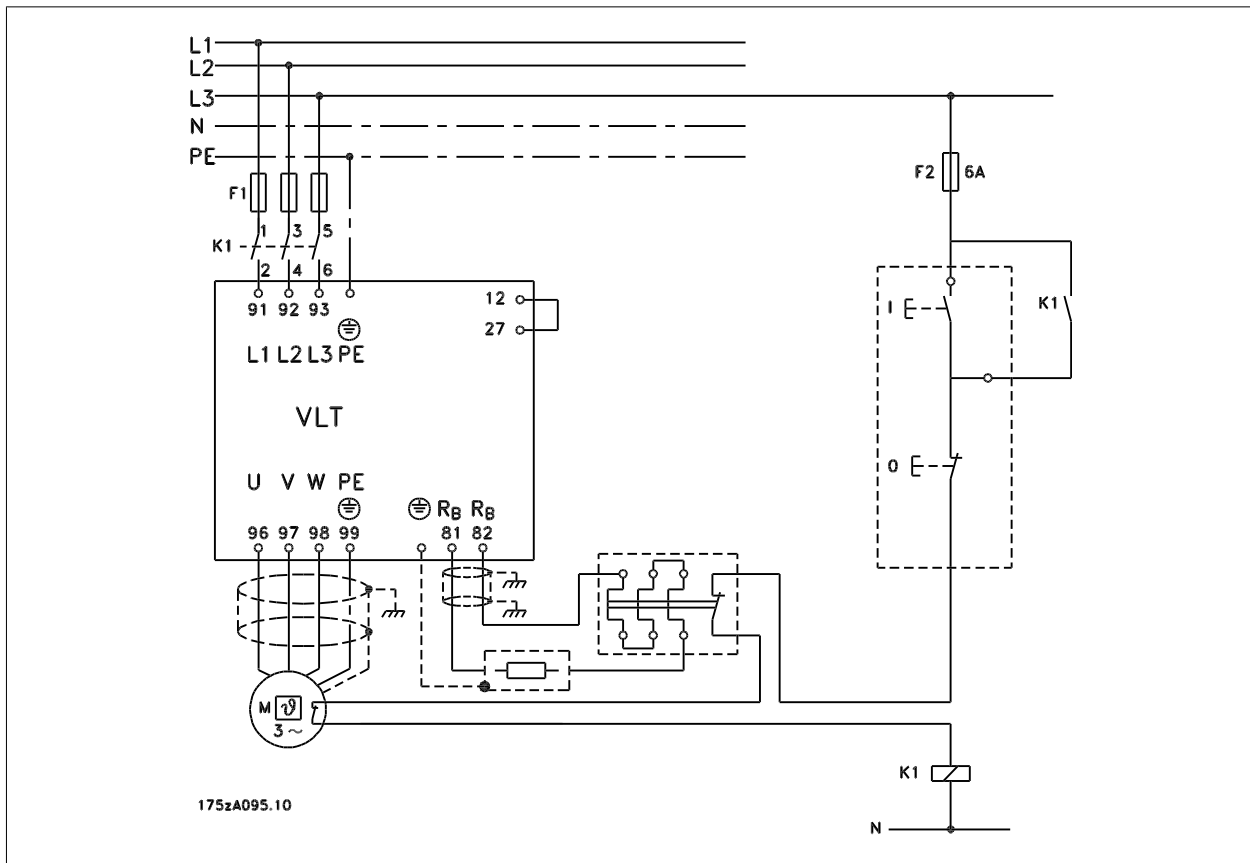 L1
L2
L3
N
PE
F1
F2 6A
1 3 5
K1
2 4 6
91 92 93
12
27
L1 L2 L3 PE
I
K1
VLT
O
U V W PE
RB RB
96 97 98 99 81 82
M ϑ
3 ~
K1
175zA095.10
N